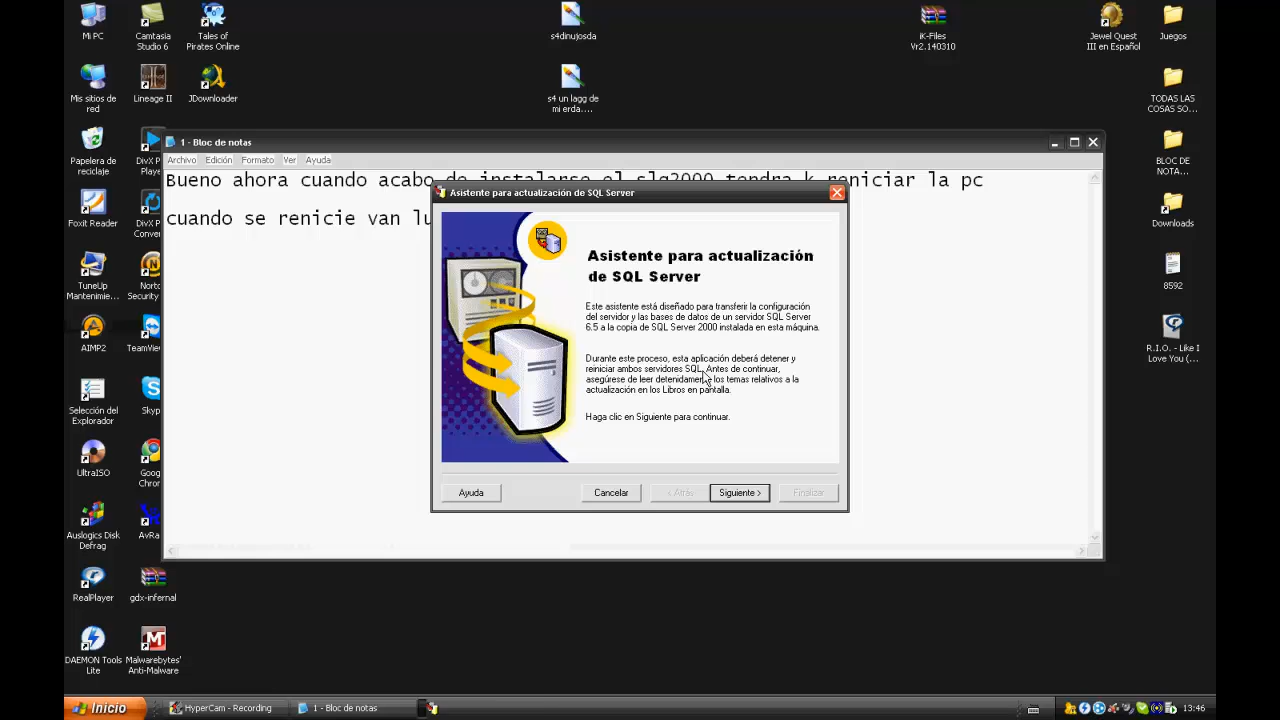 Mi PC
Camtasia
Studio 6
Tales of
Pirates Online
s4dinujosda
iK-Files
Vr2.140310
Jewel Quest
III en Español
Juegos
Mis sitios de
red
Lineage II
JDownloader
s4 un lagg de
mi erda....
TODAS LAS
COSAS SO...
Papelera de
reciclaje
DivX P
Player
BLOC DE
NOTA...
Foxit Reader
DivX P
Conver
Downloads
TuneUp
Mantenimie...
Norto
Security
8592
AIMP2
TeamVie
R.I.O. - Like I
Love You (...
Selección del
Explorador
Skyp
UltraISO
Goog
Chro
Auslogics Disk
Defrag
AvRa
RealPlayer
gdx-infernal
DAEMON Tools
Lite
Malwarebytes'
Anti-Malware
1 - Bloc de notas
Archivo Edición Formato Ver Ayuda
Bueno ahora cuando acabo de instalarse el slq2000 tendra k reniciar la pc
cuando se renicie van lu
Asistente para actualización de SQL Server
Asistente para actualización
de SQL Server
Este asistente está diseñado para transferir la configuración
del servidor y las bases de datos de un servidor SQL Server
6.5 a la copia de SQL Server 2000 instalada en esta máquina.
Durante este proceso, esta aplicación deberá detener y
reiniciar ambos servidores SQL. Antes de continuar,
asegúrese de leer detenidamente los temas relativos a la
actualización en los Libros en pantalla.
Haga clic en Siguiente para continuar.
Ayuda Cancelar < Atrás Siguiente > Finalizar
Inicio HyperCam - Recording 1 - Bloc de notas 13:46